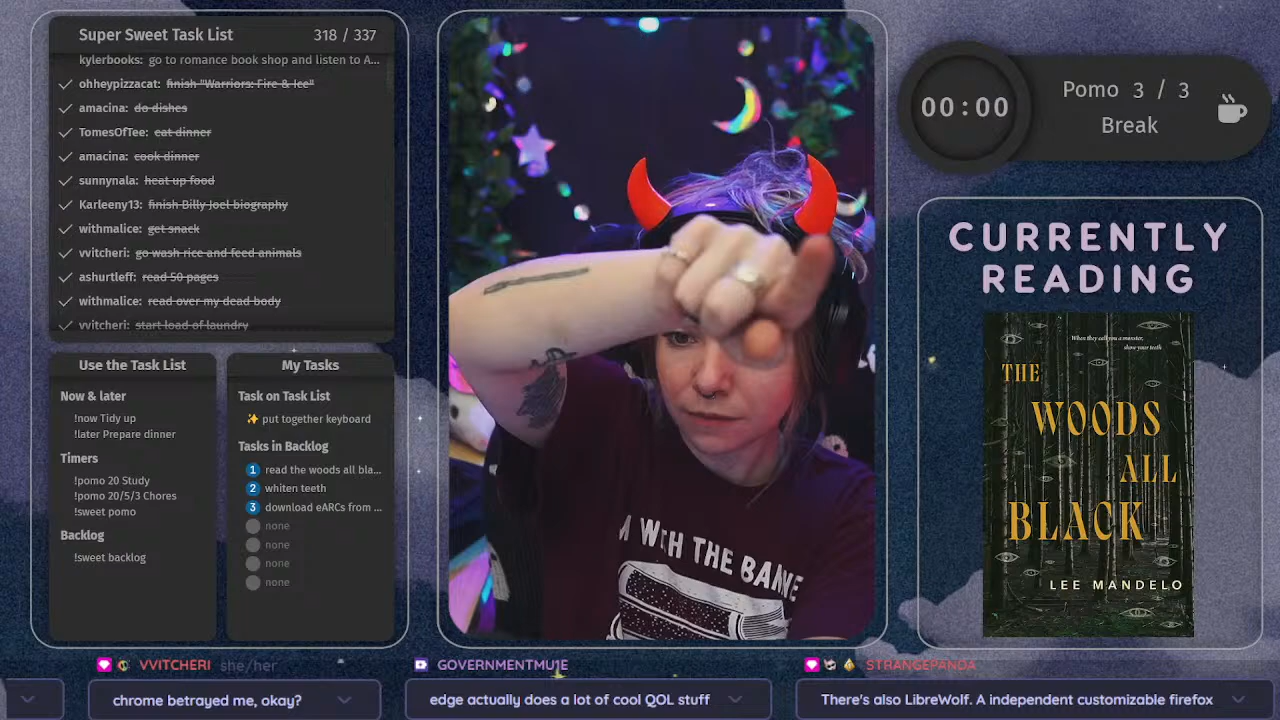 Super Sweet Task List 318 / 337
kylerbooks: go to romance book shop and listen to A...
ohheypizzacat: finish "Warriors: Fire & Ice"
amacina: do dishes
TomesOfTee: eat dinner
amacina: cook dinner
sunnynala: heat up food
Karleeny13: finish Billy Joel biography
withmalice: get snack
vvitcheri: go wash rice and feed animals
ashurtleff: read 50 pages
withmalice: read over my dead body
vvitcheri: start load of laundry
Use the Task List
Now & later
!now Tidy up
!later Prepare dinner
Timers
!pomo 20 Study
!pomo 20/5/3 Chores
!sweet pomo
Backlog
!sweet backlog
My Tasks
Task on Task List
✨ put together keyboard
Tasks in Backlog
1 read the woods all bla...
2 whiten teeth
3 download eARCs from ...
none
none
none
none
M WITH THE BANNE
00:00
Pomo 3 / 3
Break
CURRENTLY
READING
When they call you a monster,
show your teeth
THE
WOODS
ALL
BLACK
LEE MANDELO
VVITCHERI she/her
chrome betrayed me, okay?
GOVERNMENTMU1E
edge actually does a lot of cool QOL stuff
STRANGEPANDA
There's also LibreWolf. A independent customizable firefox